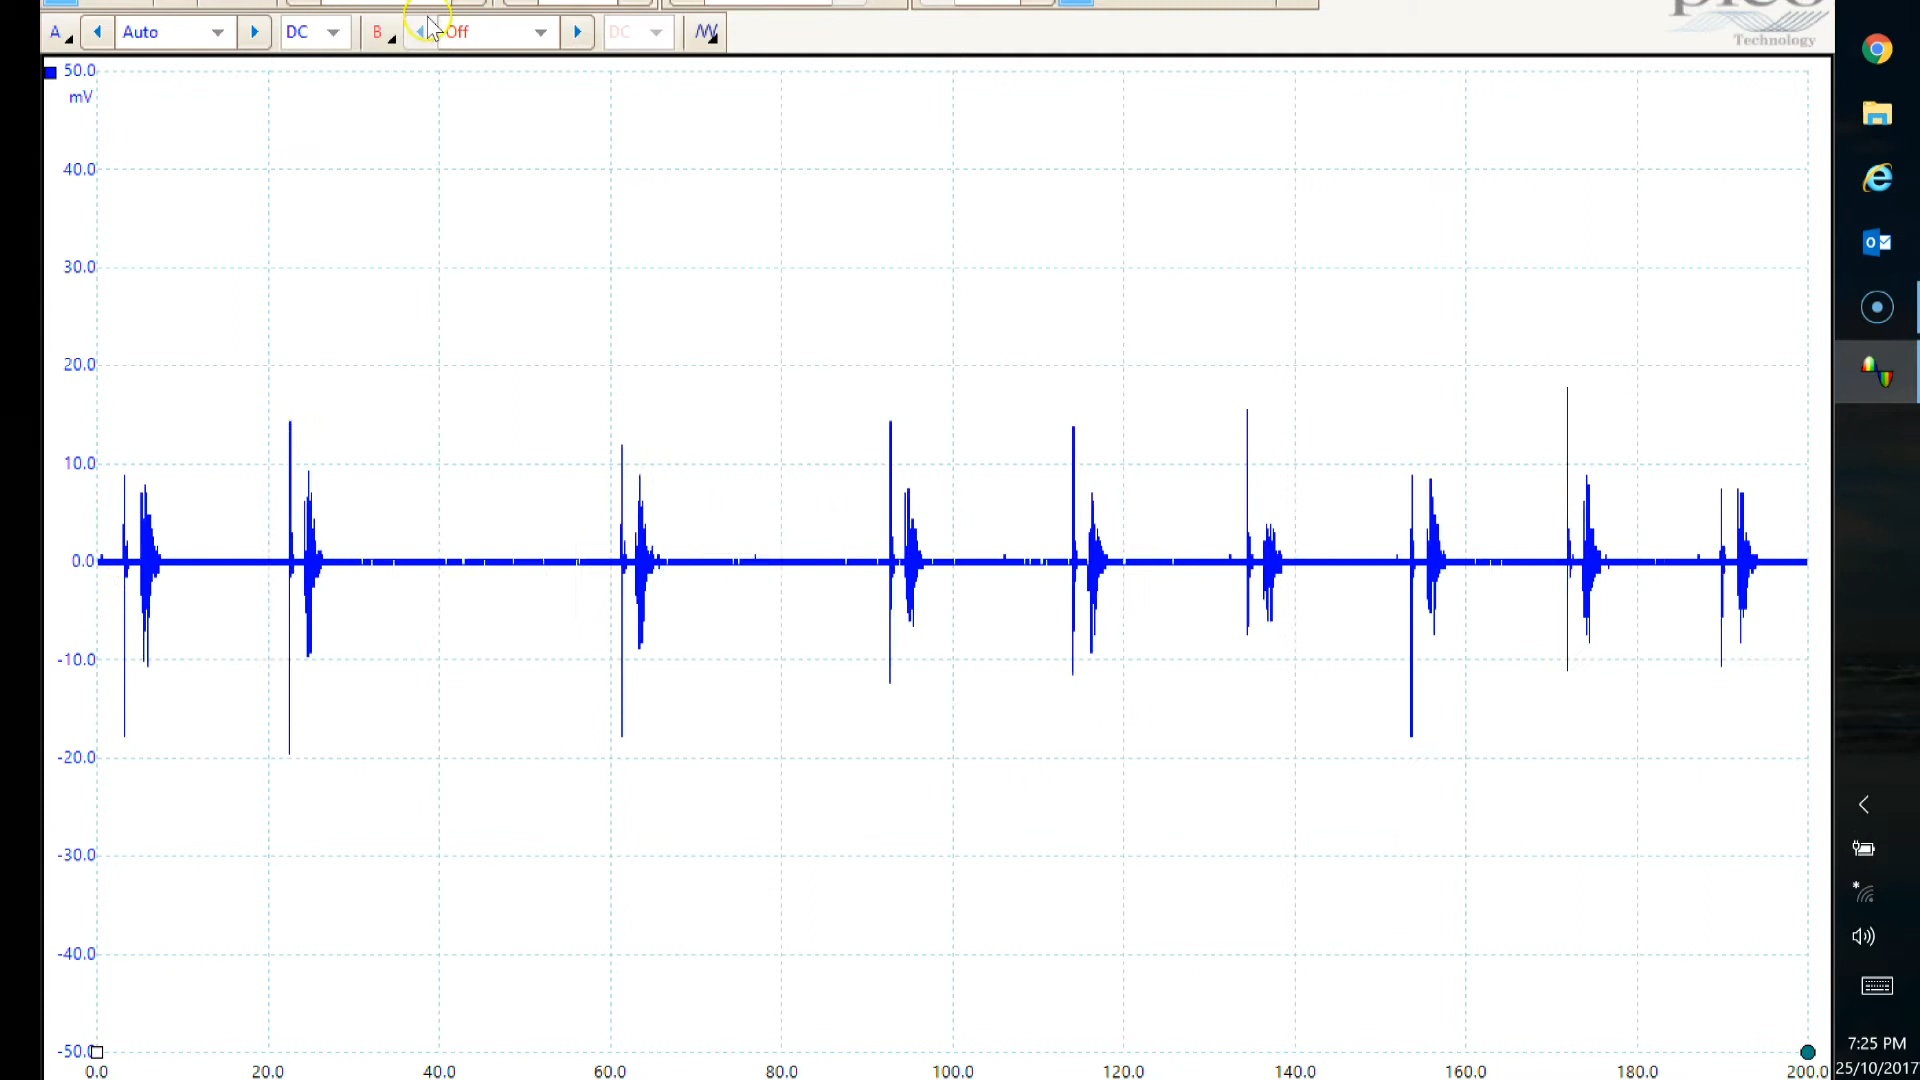 pico
Technology
A Auto DC B Off DC
50.0
mV
40.0
30.0
20.0
10.0
0.0
-10.0
-20.0
-30.0
-40.0
-50.0
0.0 20.0 40.0 60.0 80.0 100.0 120.0 140.0 160.0 180.0 200.0
7:25 PM
25/10/2017